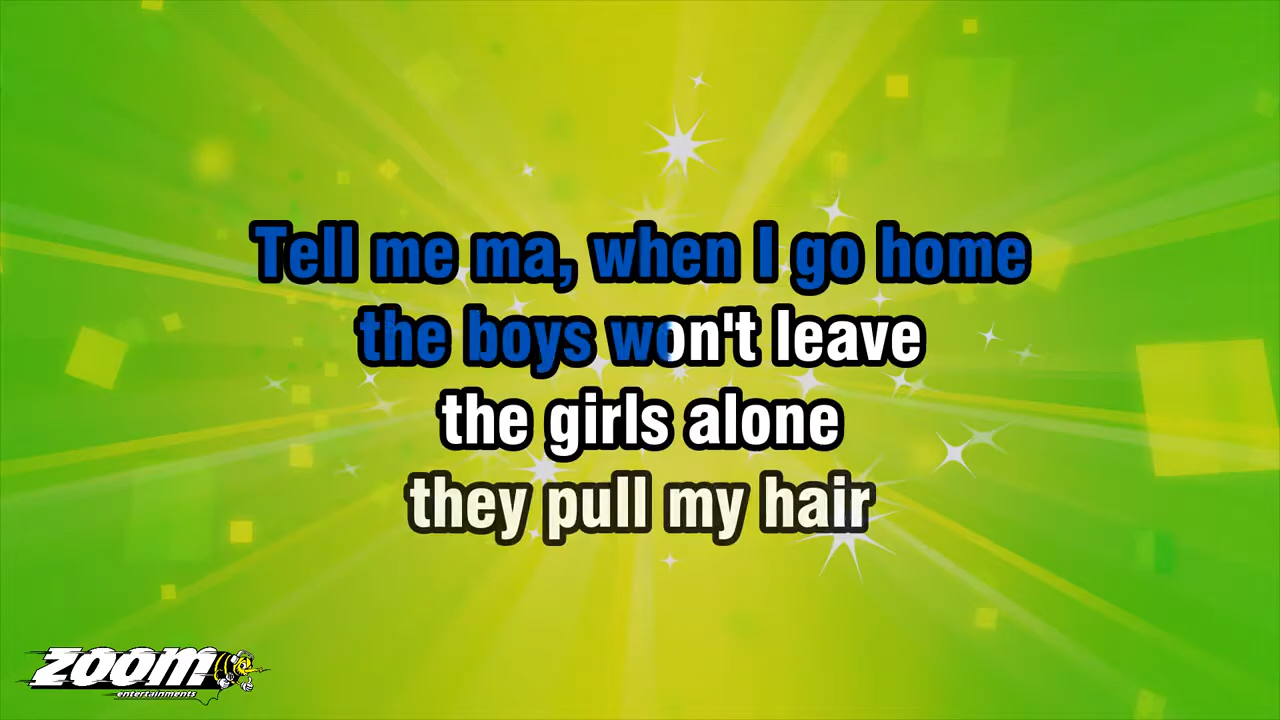 Tell me ma, when I go home
the boys won't leave
the girls alone
they pull my hair
zoom
entertainments